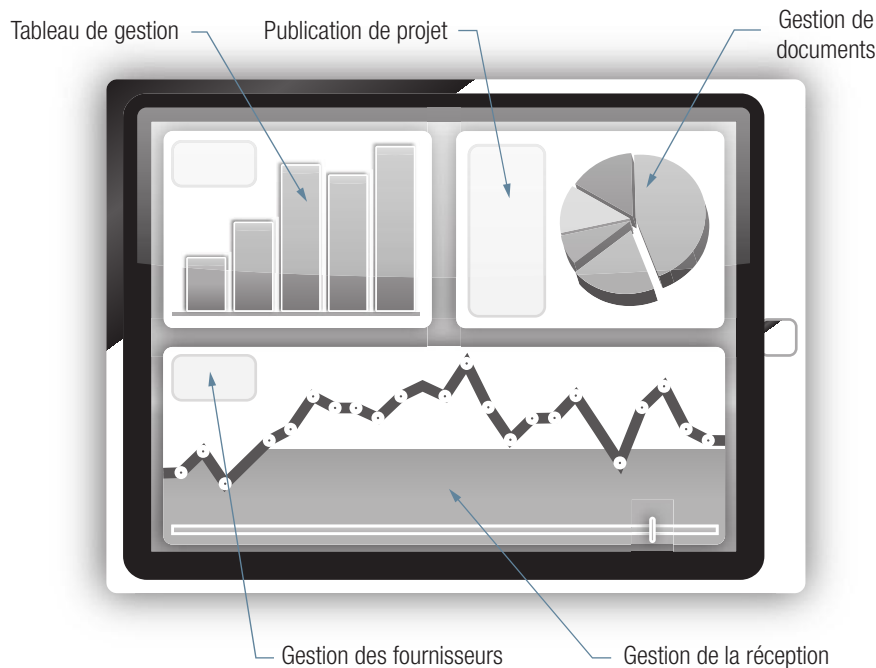 Tableau de gestion
Publication de projet
Gestion de
documents
Gestion des fournisseurs
Gestion de la réception